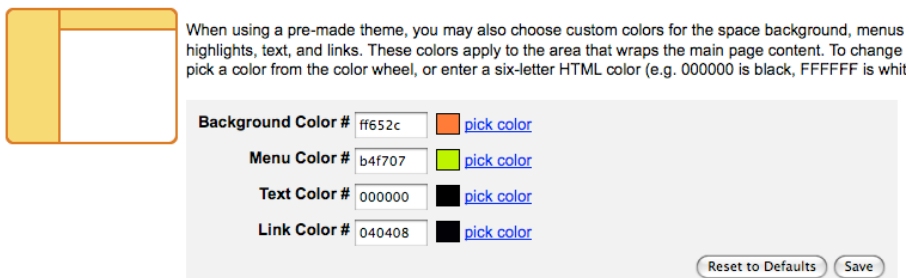 When using a pre-made theme, you may also choose custom colors for the space background, menus
highlights, text, and links. These colors apply to the area that wraps the main page content. To change
pick a color from the color wheel, or enter a six-letter HTML color (e.g. 000000 is black, FFFFFF is whit
Background Color # ff652c pick color
Menu Color # b4f707 pick color
Text Color # 000000 pick color
Link Color # 040408 pick color
Reset to Defaults Save